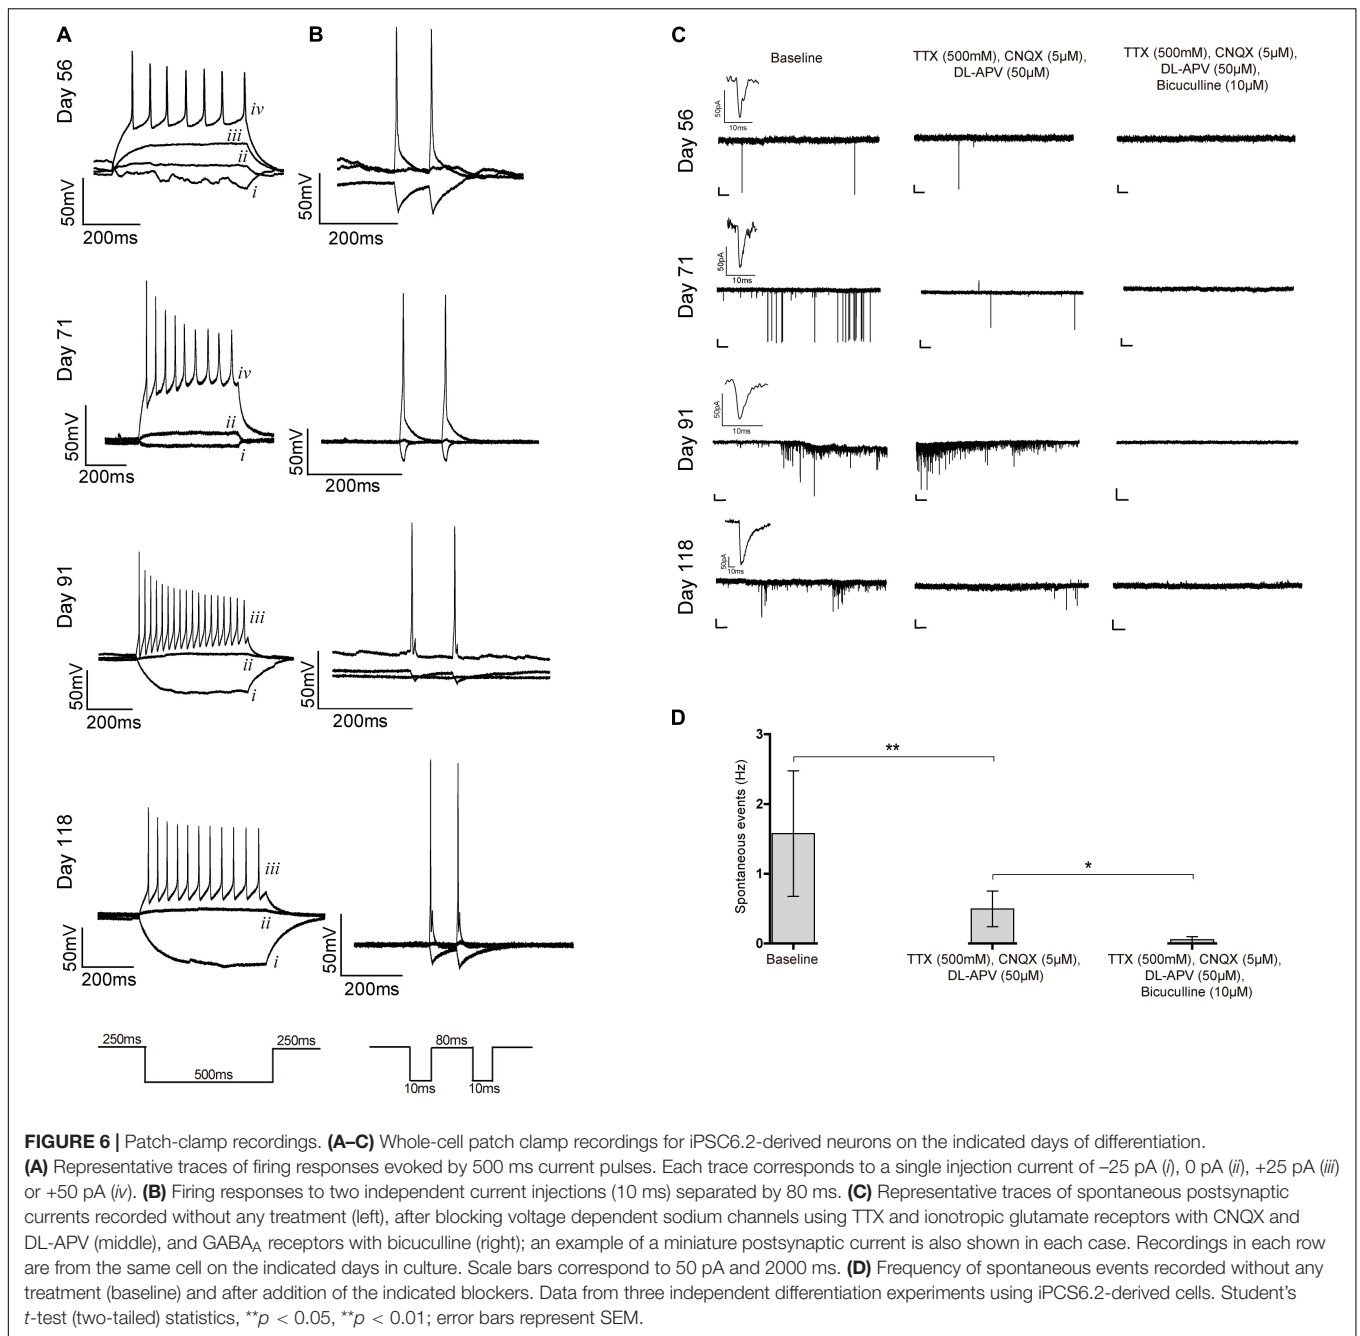 A
B
Day 56
iv
iii
ii
i
50mV
200ms
50mV
200ms
Day 71
iv
ii
i
50mV
200ms
50mV
200ms
Day 91
iii
ii
i
50mV
200ms
50mV
200ms
Day 118
iii
ii
i
50mV
200ms
50mV
200ms
250ms
500ms
250ms
80ms
10ms
10ms
C
Baseline
TTX (500mM), CNQX (5µM),
DL-APV (50µM)
TTX (500mM), CNQX (5µM),
DL-APV (50µM),
Bicuculline (10µM)
Day 56
50pA
10ms
Day 71
50pA
10ms
Day 91
50pA
10ms
Day 118
50pA
10ms
D
Spontaneous events (Hz)
3
2
1
0
**
*
Baseline
TTX (500mM), CNQX (5µM),
DL-APV (50µM)
TTX (500mM), CNQX (5µM),
DL-APV (50µM),
Bicuculline (10µM)
FIGURE 6 | Patch-clamp recordings. (A–C) Whole-cell patch clamp recordings for iPSC6.2-derived neurons on the indicated days of differentiation.
(A) Representative traces of firing responses evoked by 500 ms current pulses. Each trace corresponds to a single injection current of –25 pA (i), 0 pA (ii), +25 pA (iii)
or +50 pA (iv). (B) Firing responses to two independent current injections (10 ms) separated by 80 ms. (C) Representative traces of spontaneous postsynaptic
currents recorded without any treatment (left), after blocking voltage dependent sodium channels using TTX and ionotropic glutamate receptors with CNQX and
DL-APV (middle), and GABAA receptors with bicuculline (right); an example of a miniature postsynaptic current is also shown in each case. Recordings in each row
are from the same cell on the indicated days in culture. Scale bars correspond to 50 pA and 2000 ms. (D) Frequency of spontaneous events recorded without any
treatment (baseline) and after addition of the indicated blockers. Data from three independent differentiation experiments using iPCS6.2-derived cells. Student's
t-test (two-tailed) statistics, **p < 0.05, **p < 0.01; error bars represent SEM.